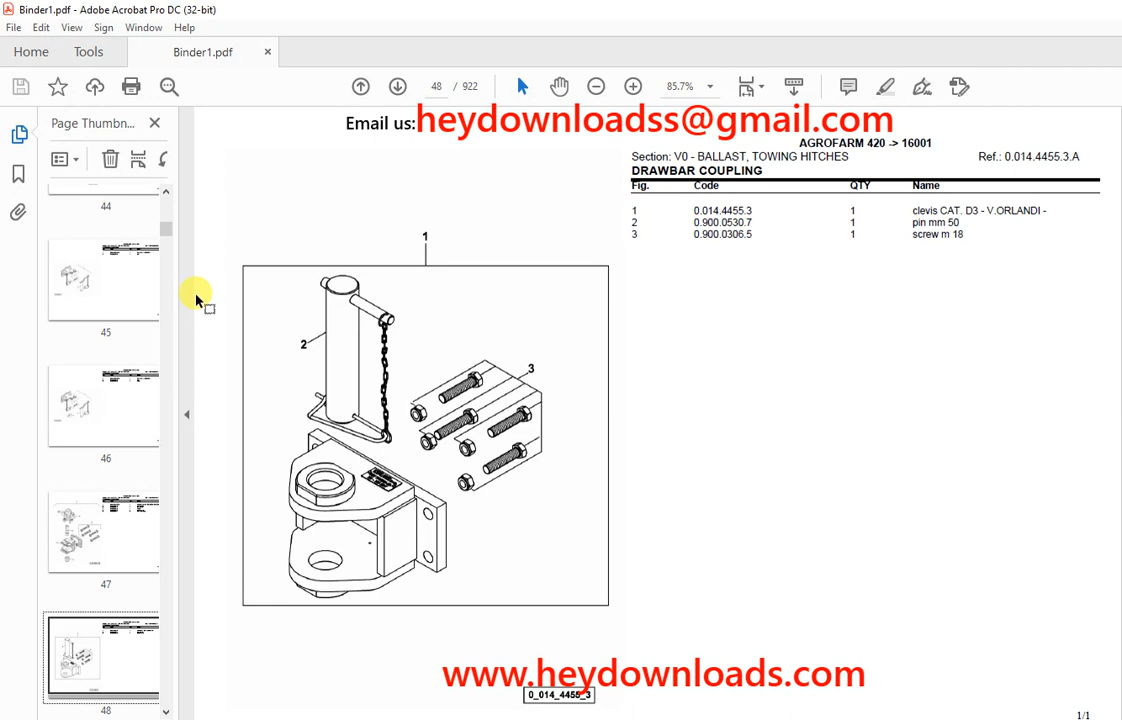 Binder1.pdf - Adobe Acrobat Pro DC (32-bit)
File Edit View Sign Window Help
Home Tools Binder1.pdf ×
48 / 922 85.7%
Page Thumbn...
44
45
46
47
48
Email us:heydownloadss@gmail.com
AGROFARM 420 -> 16001
Section: V0 - BALLAST, TOWING HITCHES Ref.: 0.014.4455.3.A
DRAWBAR COUPLING
Fig. Code QTY Name
1 0.014.4455.3 1 clevis CAT. D3 - V.ORLANDI -
2 0.900.0530.7 1 pin mm 50
3 0.900.0306.5 1 screw m 18
1
2
3
www.heydownloads.com
0_014_4455_3
1/1